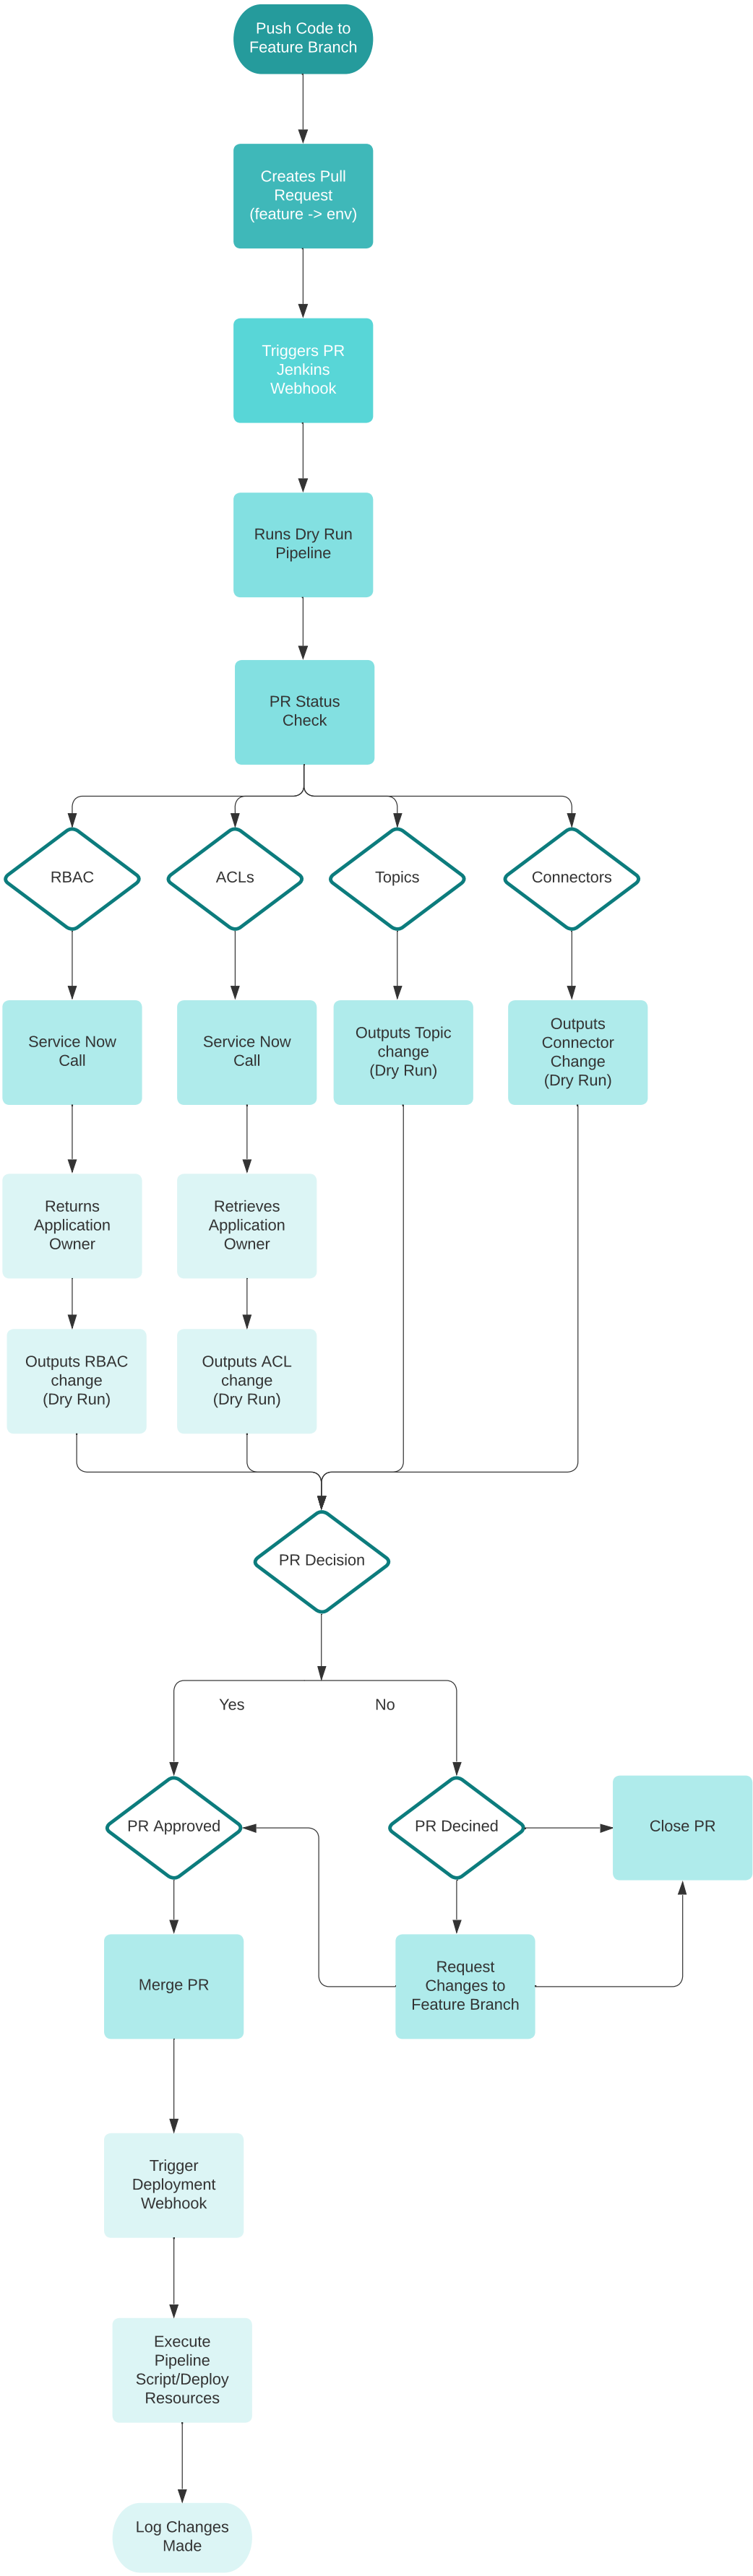 Push Code to
Feature Branch
Creates Pull
Request
(feature -> env)
Triggers PR
Jenkins
Webhook
Runs Dry Run
Pipeline
PR Status
Check
RBAC
ACLs
Topics
Connectors
Service Now
Call
Service Now
Call
Outputs Topic
change
(Dry Run)
Outputs
Connector
Change
(Dry Run)
Returns
Application
Owner
Retrieves
Application
Owner
Outputs RBAC
change
(Dry Run)
Outputs ACL
change
(Dry Run)
PR Decision
Yes
No
PR Approved
PR Decined
Close PR
Merge PR
Request
Changes to
Feature Branch
Trigger
Deployment
Webhook
Execute
Pipeline
Script/Deploy
Resources
Log Changes
Made